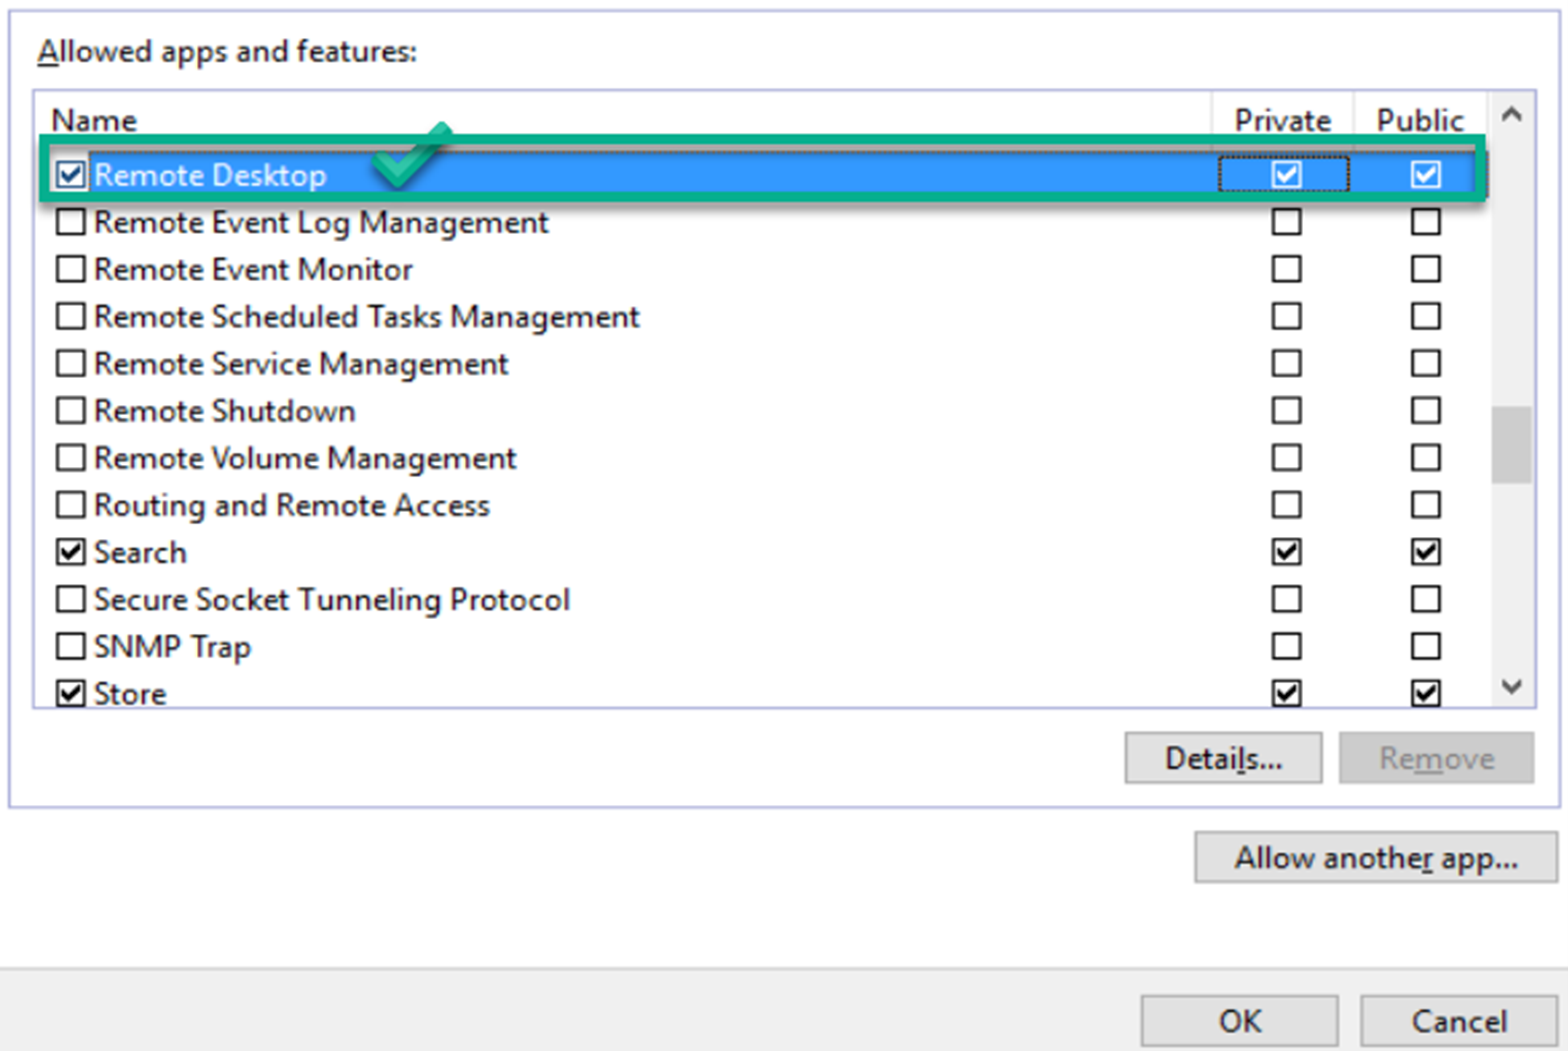 Allowed apps and features:
Name Private Public
Remote Desktop
Remote Event Log Management
Remote Event Monitor
Remote Scheduled Tasks Management
Remote Service Management
Remote Shutdown
Remote Volume Management
Routing and Remote Access
Search
Secure Socket Tunneling Protocol
SNMP Trap
Store
Details... Remove
Allow another app...
OK Cancel